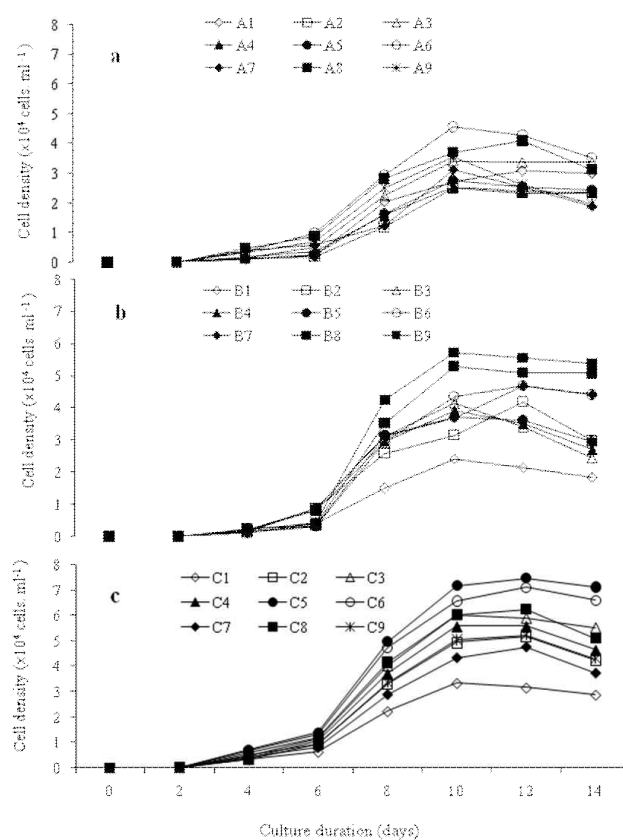 A1 A2 A3
A4 A5 A6
A7 A8 A9
a
Cell density (×10⁴ cells. ml⁻¹)
8
7
6
5
4
3
2
1
0
B1 B2 B3
B4 B5 B6
B7 B8 B9
b
Cell density (×10⁴ cells. ml⁻¹)
8
7
6
5
4
3
2
1
0
C1 C2 C3
C4 C5 C6
C7 C8 C9
c
Cell density (×10⁴ cells. ml⁻¹)
8
7
6
5
4
3
2
1
0
0 2 4 6 8 10 12 14
Culture duration (days)